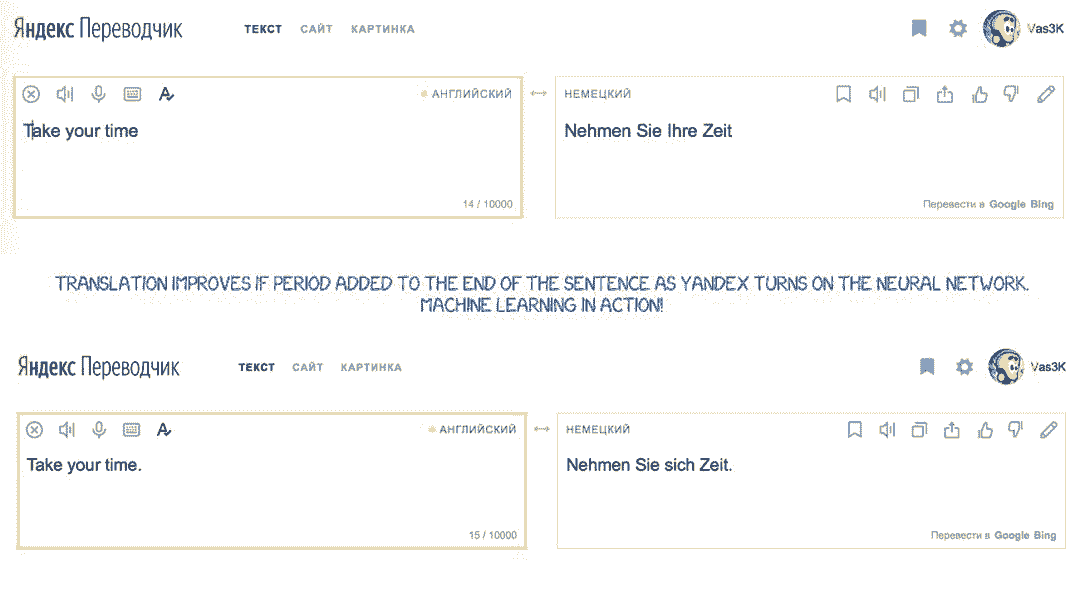 Яндекс Переводчик ТЕКСТ САЙТ КАРТИНКА Vas3K
АНГЛИЙСКИЙ НЕМЕЦКИЙ
Take your time Nehmen Sie Ihre Zeit
14 / 10000 Перевести в Google Bing
TRANSLATION IMPROVES IF PERIOD ADDED TO THE END OF THE SENTENCE AS YANDEX TURNS ON THE NEURAL NETWORK.
MACHINE LEARNING IN ACTION!
Яндекс Переводчик ТЕКСТ САЙТ КАРТИНКА Vas3K
АНГЛИЙСКИЙ НЕМЕЦКИЙ
Take your time. Nehmen Sie sich Zeit.
15 / 10000 Перевести в Google Bing